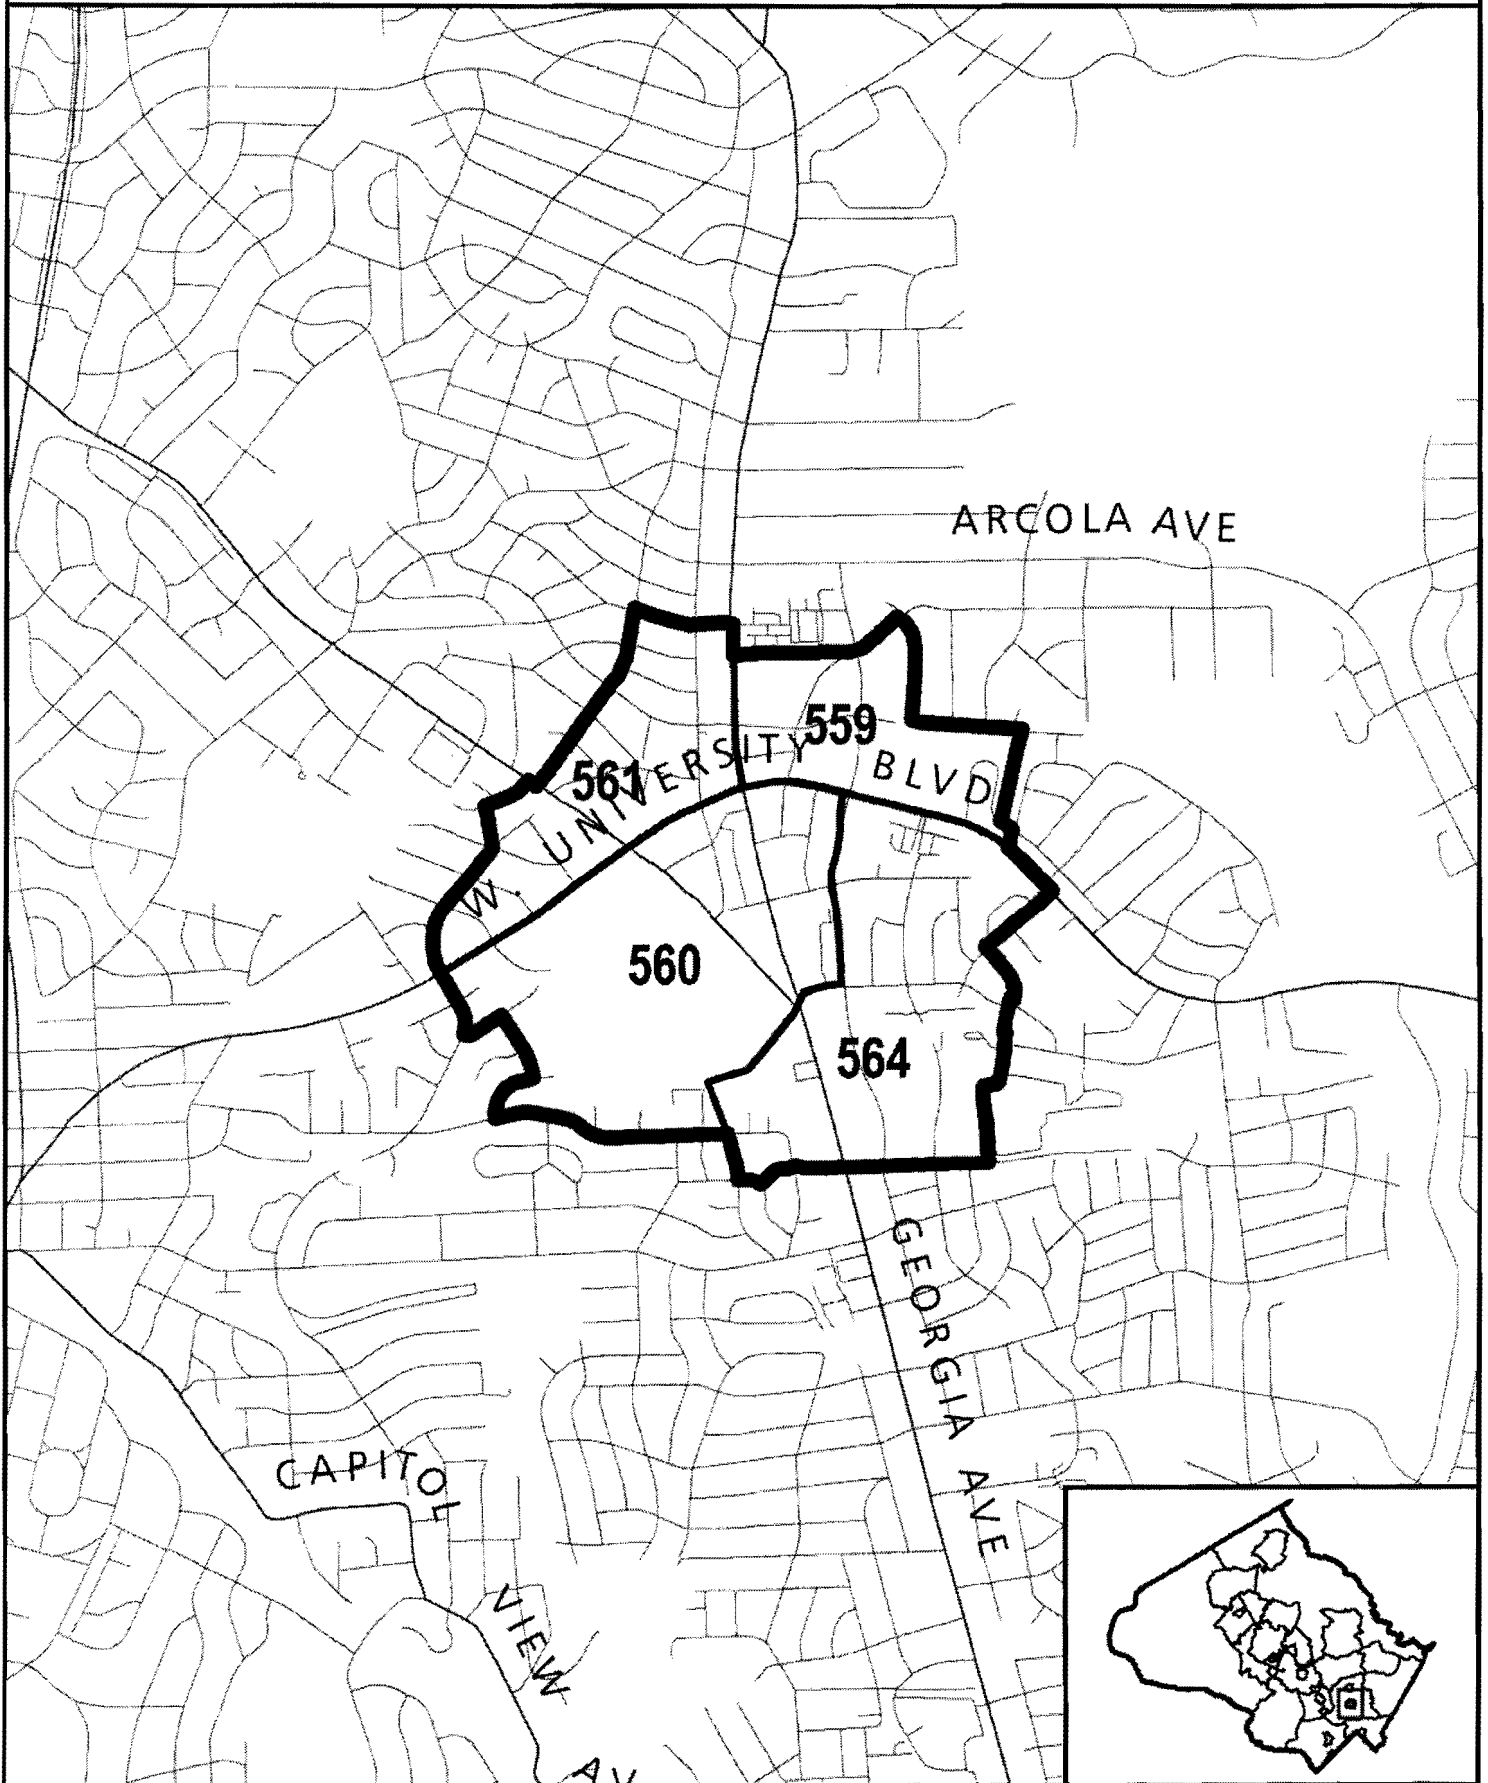 ARCOLA AVE
559
561
W. UNIVERSITY BLVD
560
564
GEORGIA AVE
CAPITOL VIEW AV